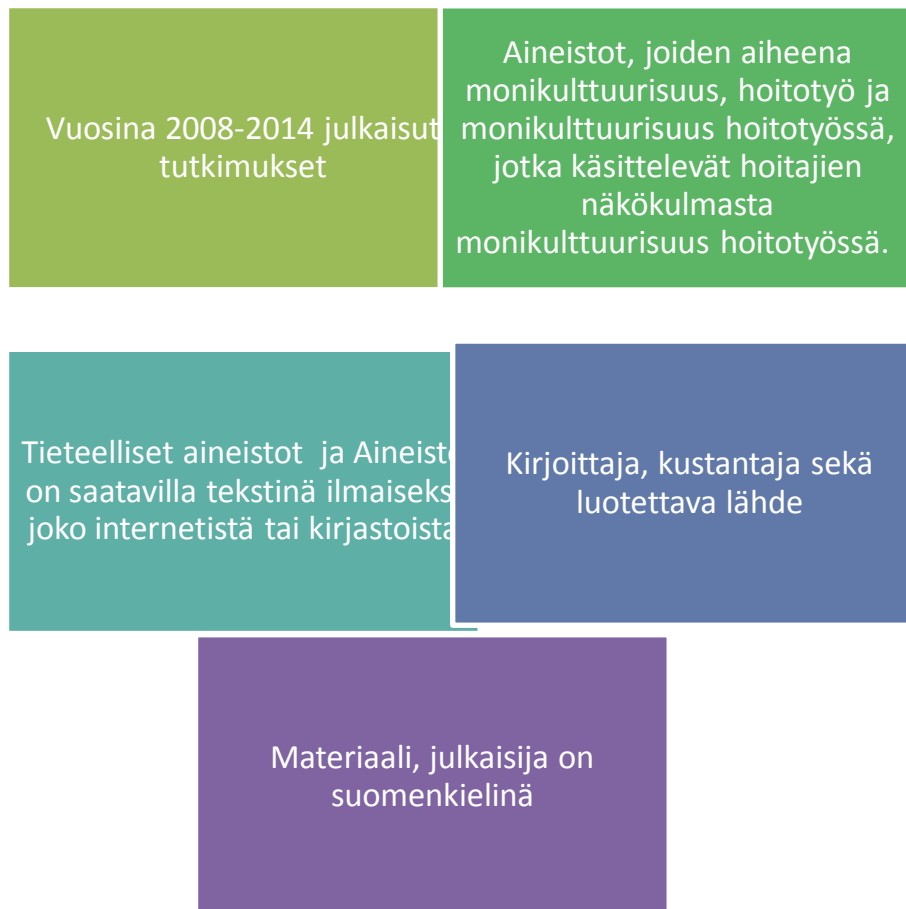 Vuosina 2008-2014 julkaisut
tutkimukset
Aineistot, joiden aiheena
monikulttuurisuus, hoitotyö ja
monikulttuurisuus hoitotyössä,
jotka käsittelevät hoitajien
näkökulmasta
monikulttuurisuus hoitotyössä.
Tieteelliset aineistot ja Aineisto
on saatavilla tekstinä ilmaiseks
joko internetistä tai kirjastoista
Kirjoittaja, kustantaja sekä
luotettava lähde
Materiaali, julkaisija on
suomenkielinä